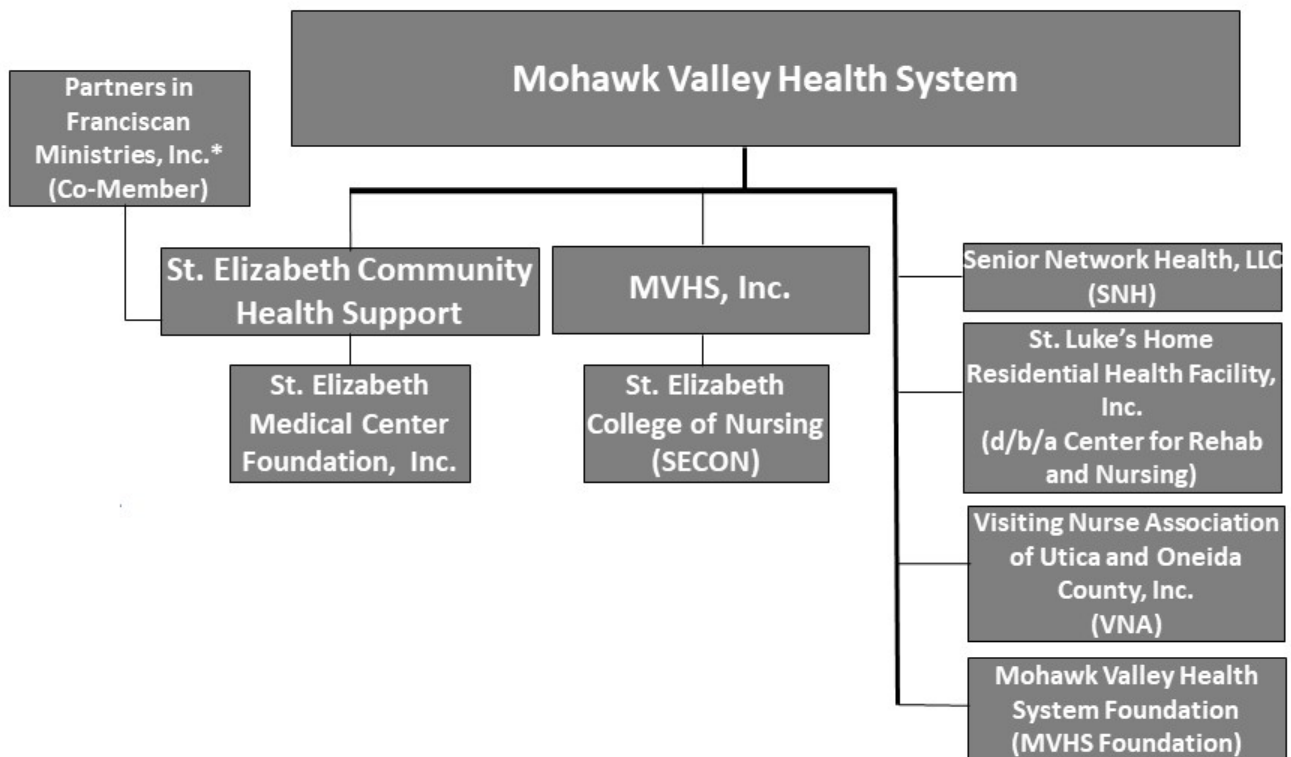 Mohawk Valley Health System
Partners in
Franciscan
Ministries, Inc.*
(Co-Member)
St. Elizabeth Community
Health Support
MVHS, Inc.
St. Elizabeth
Medical Center
Foundation, Inc.
St. Elizabeth
College of Nursing
(SECON)
Senior Network Health, LLC
(SNH)
St. Luke's Home
Residential Health Facility,
Inc.
(d/b/a Center for Rehab
and Nursing)
Visiting Nurse Association
of Utica and Oneida
County, Inc.
(VNA)
Mohawk Valley Health
System Foundation
(MVHS Foundation)